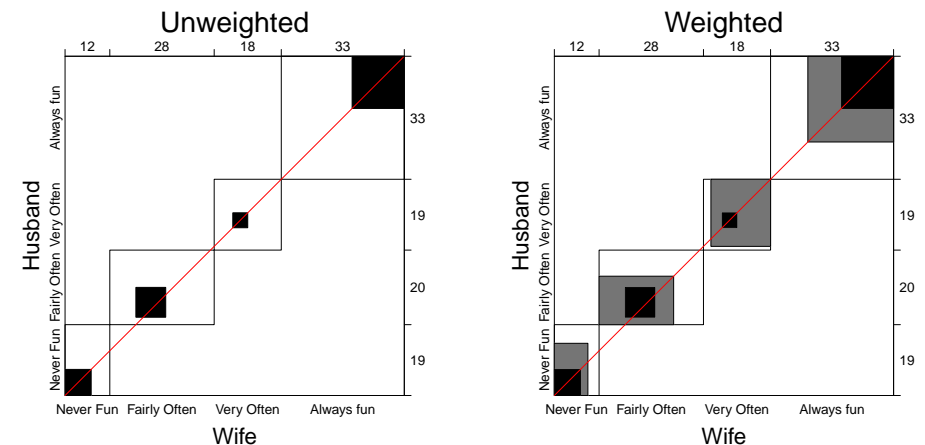 Unweighted
12 28 18 33
Husband
Never Fun Fairly Often Very Often Always fun
33
19
20
19
Never Fun Fairly Often Very Often Always fun
Wife
Weighted
12 28 18 33
Husband
Never Fun Fairly Often Very Often Always fun
33
19
20
19
Never Fun Fairly Often Very Often Always fun
Wife